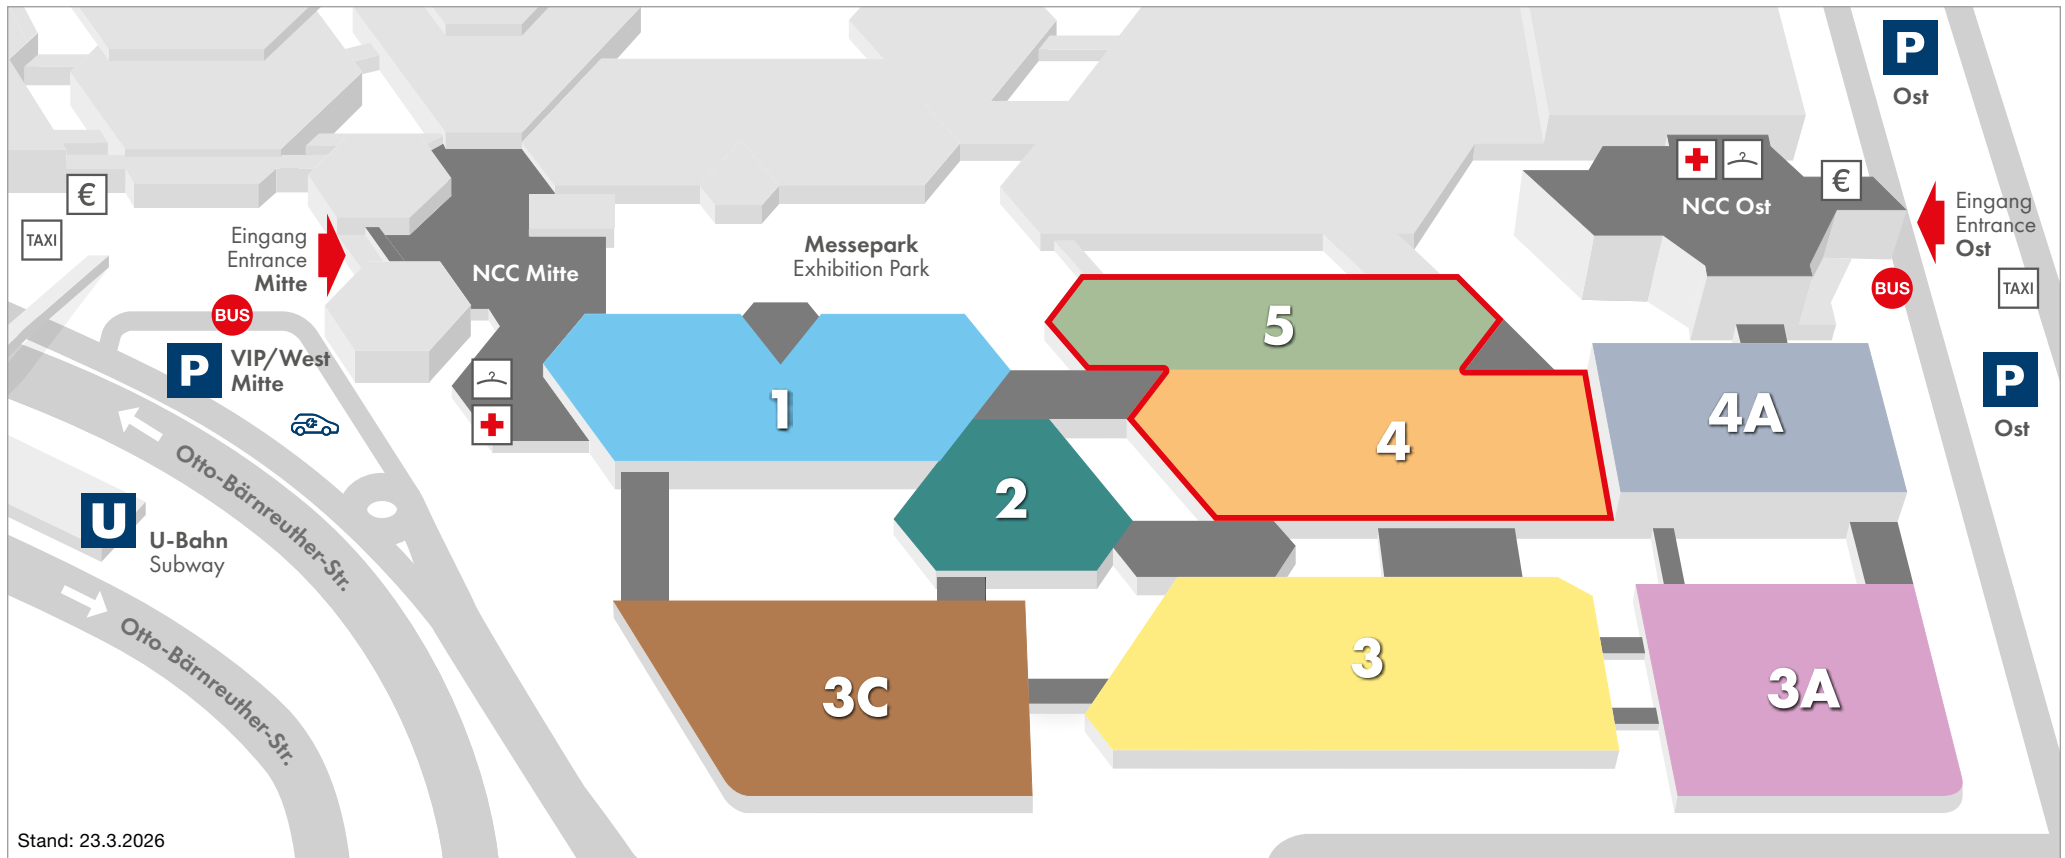 P
Ost
€
TAXI
Eingang
Entrance
Mitte
NCC Mitte
Messepark
Exhibition Park
NCC Ost
€
Eingang
Entrance
Ost
BUS
TAXI
BUS
P
VIP/West
Mitte
P
Ost
5
1
4
4A
2
Otto-Bärnreuther-Str.
U
U-Bahn
Subway
Otto-Bärnreuther-Str.
3C
3
3A
Stand: 23.3.2026